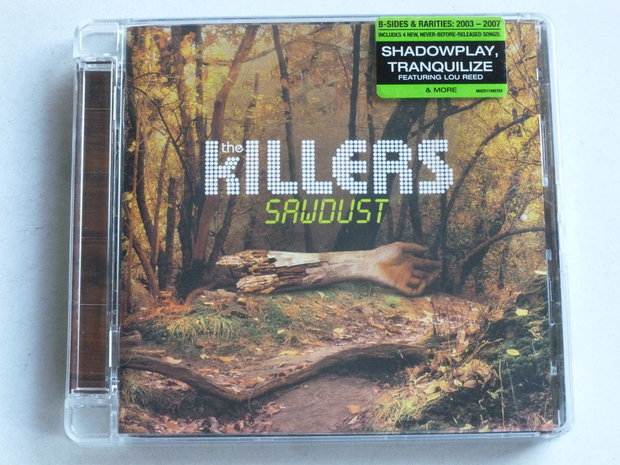 B-SIDES & RARITIES: 2003 – 2007
INCLUDES 4 NEW, NEVER-BEFORE-RELEASED SONGS:
SHADOWPLAY,
TRANQUILIZE
FEATURING LOU REED
& MORE
the
KILLERS
SAWDUST